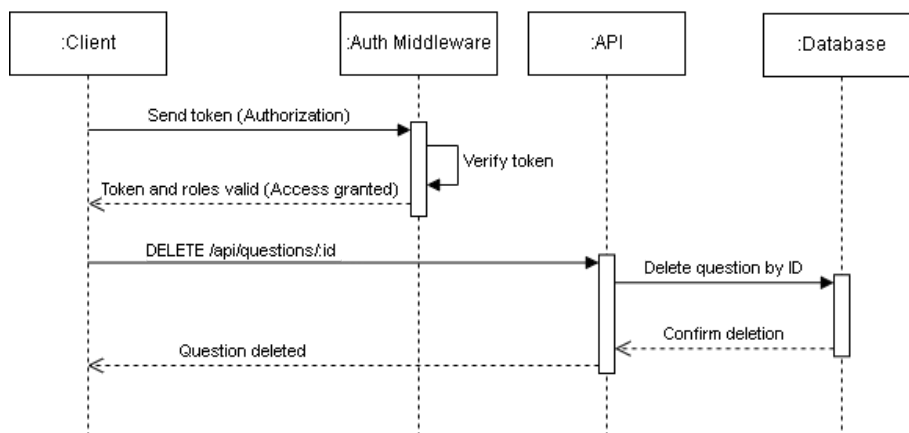 :Client
:Auth Middleware
:API
:Database
Send token (Authorization)
Verify token
Token and roles valid (Access granted)
DELETE /api/questions/:id
Delete question by ID
Confirm deletion
Question deleted